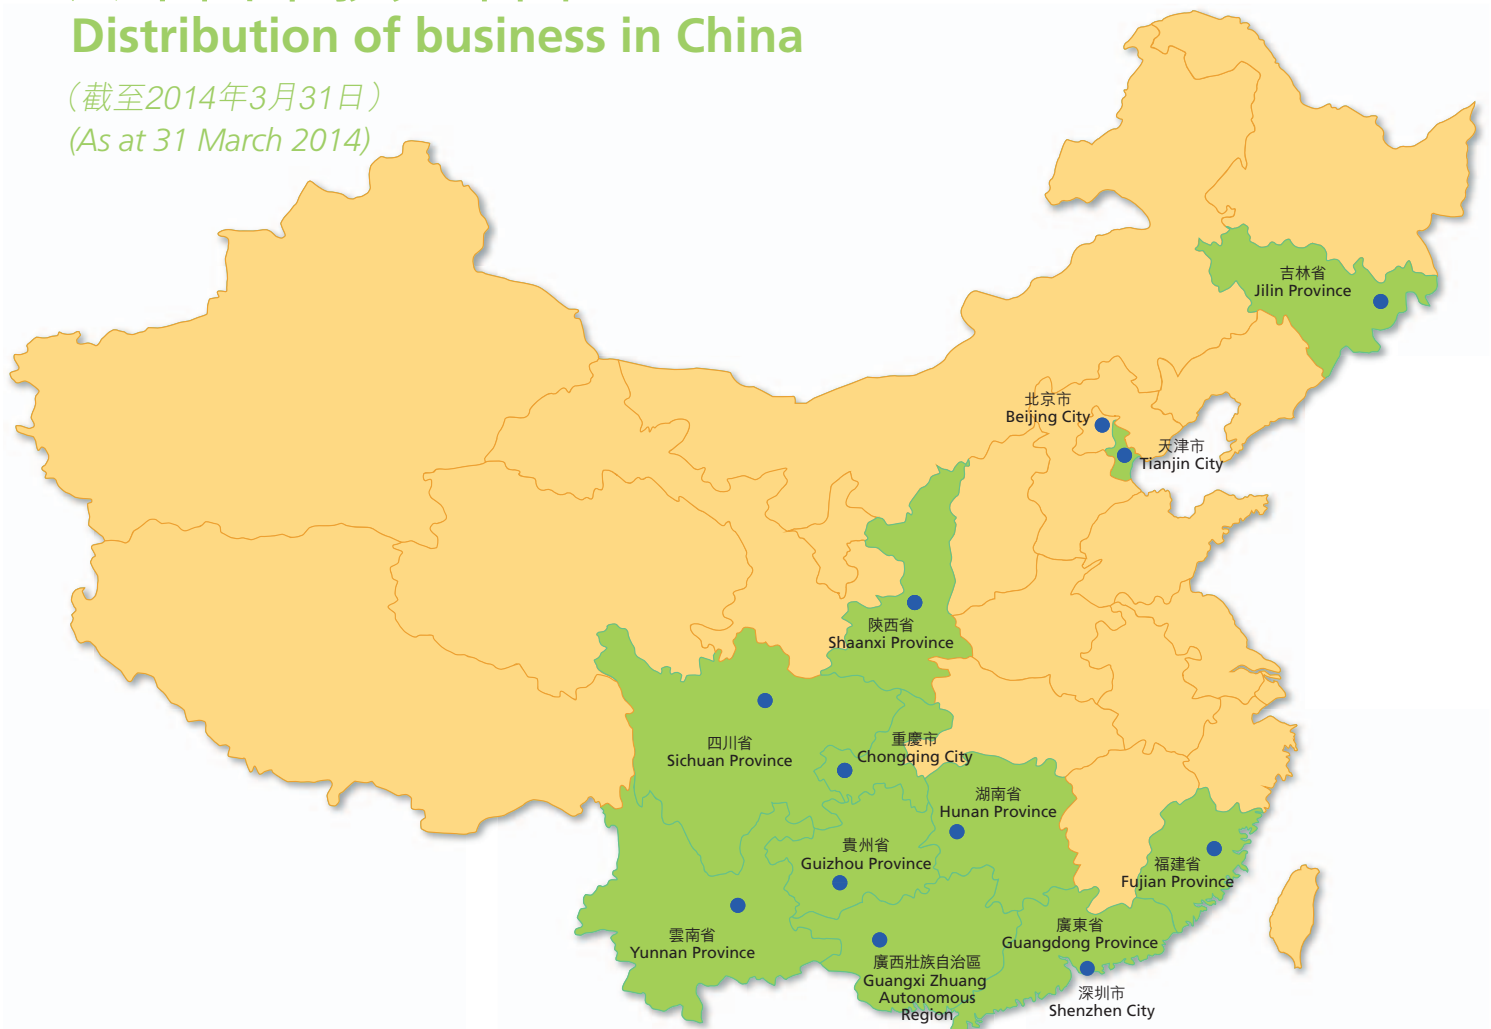 Distribution of business in China
（截至2014年3月31日）
(As at 31 March 2014)
吉林省
Jilin Province
北京市
Beijing City
天津市
Tianjin City
陝西省
Shaanxi Province
四川省
Sichuan Province
重慶市
Chongqing City
湖南省
Hunan Province
貴州省
Guizhou Province
福建省
Fujian Province
雲南省
Yunnan Province
廣東省
Guangdong Province
廣西壯族自治區
Guangxi Zhuang
Autonomous
Region
深圳市
Shenzhen City